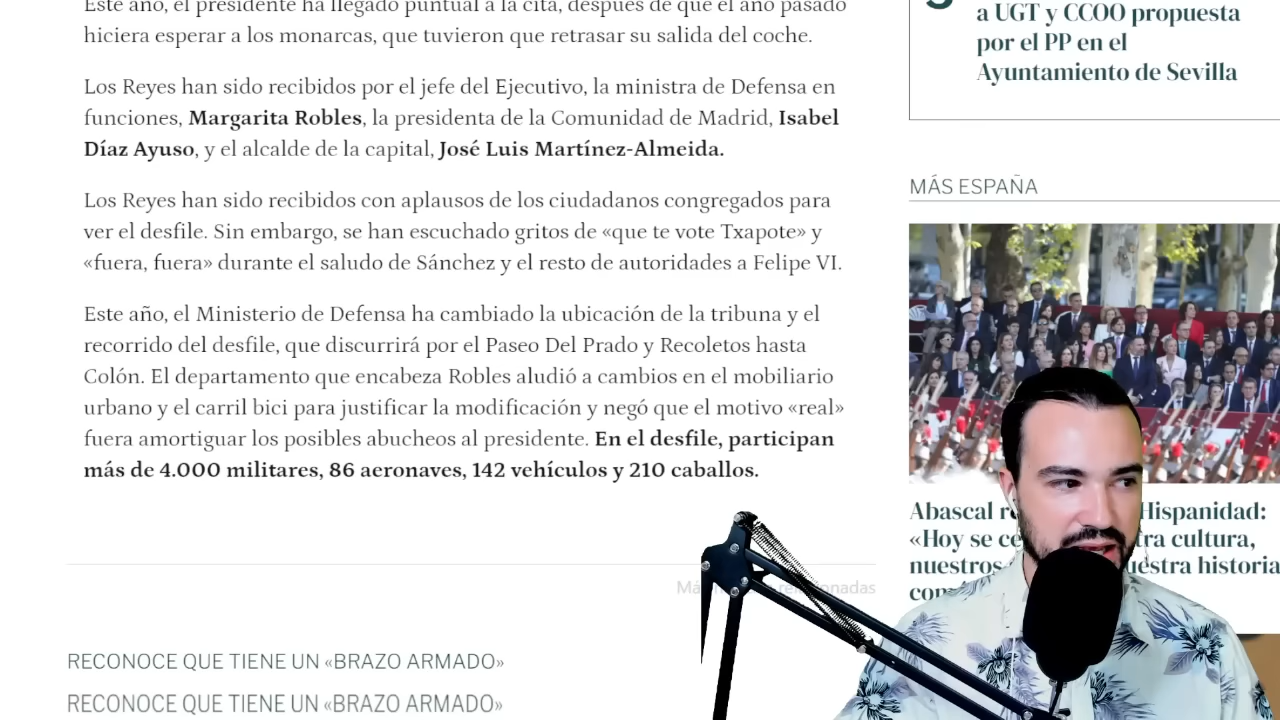 Este año, el presidente ha llegado puntual a la cita, después de que el año pasado
hiciera esperar a los monarcas, que tuvieron que retrasar su salida del coche.
Los Reyes han sido recibidos por el jefe del Ejecutivo, la ministra de Defensa en
funciones, Margarita Robles, la presidenta de la Comunidad de Madrid, Isabel
Díaz Ayuso, y el alcalde de la capital, José Luis Martínez-Almeida.
Los Reyes han sido recibidos con aplausos de los ciudadanos congregados para
ver el desfile. Sin embargo, se han escuchado gritos de «que te vote Txapote» y
«fuera, fuera» durante el saludo de Sánchez y el resto de autoridades a Felipe VI.
Este año, el Ministerio de Defensa ha cambiado la ubicación de la tribuna y el
recorrido del desfile, que discurrirá por el Paseo Del Prado y Recoletos hasta
Colón. El departamento que encabeza Robles aludió a cambios en el mobiliario
urbano y el carril bici para justificar la modificación y negó que el motivo «real»
fuera amortiguar los posibles abucheos al presidente. En el desfile, participan
más de 4.000 militares, 86 aeronaves, 142 vehículos y 210 caballos.
RECONOCE QUE TIENE UN «BRAZO ARMADO»
RECONOCE QUE TIENE UN «BRAZO ARMADO»
a UGT y CCOO propuesta
por el PP en el
Ayuntamiento de Sevilla
MÁS ESPAÑA
Abascal Hispanidad:
«Hoy se cultura,
nuestros historia